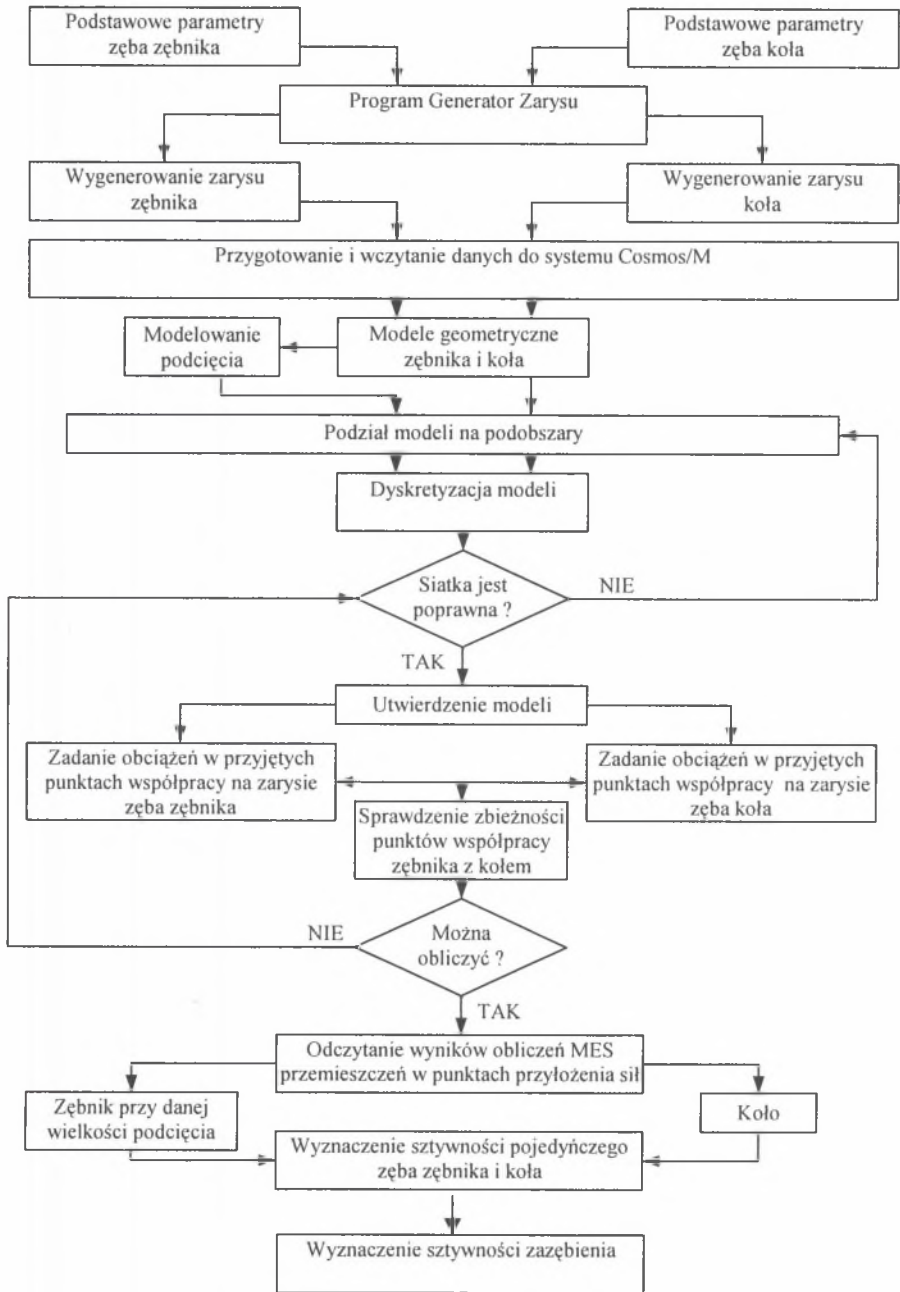 Podstawowe parametry
zęba zębnika
Podstawowe parametry
zęba koła
Program Generator Zarysu
Wygenerowanie zarysu
zębnika
Wygenerowanie zarysu
koła
Przygotowanie i wczytanie danych do systemu Cosmos/M
Modelowanie
podcięcia
Modele geometryczne
zębnika i koła
Podział modeli na podobszary
Dyskretyzacja modeli
Siatka jest
poprawna ?
NIE
TAK
Utwierdzenie modeli
Zadanie obciążeń w przyjętych
punktach współpracy na zarysie
zęba zębnika
Zadanie obciążeń w przyjętych
punktach współpracy na zarysie
zęba koła
Sprawdzenie zbieżności
punktów współpracy
zębnika z kołem
NIE
Można
obliczyć ?
TAK
Odczytanie wyników obliczeń MES
przemieszczeń w punktach przyłożenia sił
Zębnik przy danej
wielkości podcięcia
Koło
Wyznaczenie sztywności pojedyńczego
zęba zębnika i koła
Wyznaczenie sztywności zazębienia